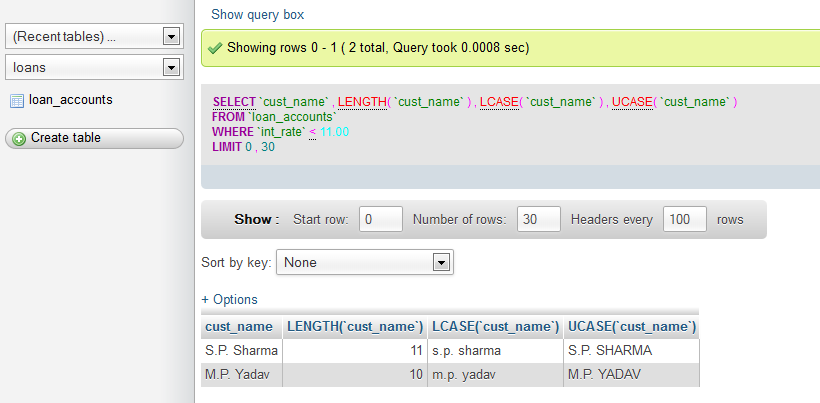 Show query box
(Recent tables) ...
Showing rows 0 - 1 ( 2 total, Query took 0.0008 sec)
loans
loan_accounts
Create table
SELECT `cust_name` , LENGTH( `cust_name` ) , LCASE( `cust_name` ) , UCASE( `cust_name` )
FROM `loan_accounts`
WHERE `int_rate` < 11.00
LIMIT 0 , 30
Show : Start row: 0 Number of rows: 30 Headers every 100 rows
Sort by key: None
+ Options
cust_name LENGTH(`cust_name`) LCASE(`cust_name`) UCASE(`cust_name`)
S.P. Sharma 11 s.p. sharma S.P. SHARMA
M.P. Yadav 10 m.p. yadav M.P. YADAV